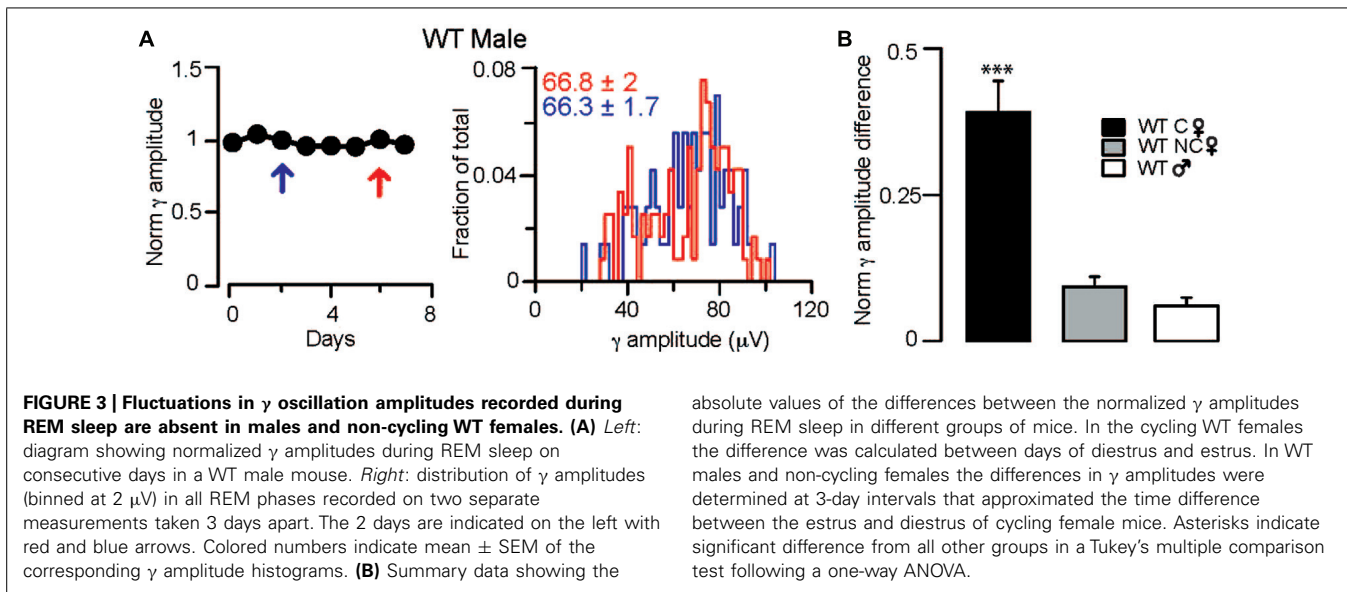 A
WT Male
1.5
1
0.5
0
Norm γ amplitude
0
4
8
Days
0.08
0.04
0
Fraction of total
66.8 ± 2
66.3 ± 1.7
0
40
80
120
γ amplitude (μV)
B
0.5
0.25
0
Norm γ amplitude difference
***
WT C♀
WT NC♀
WT ♂
FIGURE 3 | Fluctuations in γ oscillation amplitudes recorded during
REM sleep are absent in males and non-cycling WT females. (A) Left:
diagram showing normalized γ amplitudes during REM sleep on
consecutive days in a WT male mouse. Right: distribution of γ amplitudes
(binned at 2 μV) in all REM phases recorded on two separate
measurements taken 3 days apart. The 2 days are indicated on the left with
red and blue arrows. Colored numbers indicate mean ± SEM of the
corresponding γ amplitude histograms. (B) Summary data showing the
absolute values of the differences between the normalized γ amplitudes
during REM sleep in different groups of mice. In the cycling WT females
the difference was calculated between days of diestrus and estrus. In WT
males and non-cycling females the differences in γ amplitudes were
determined at 3-day intervals that approximated the time difference
between the estrus and diestrus of cycling female mice. Asterisks indicate
significant difference from all other groups in a Tukey's multiple comparison
test following a one-way ANOVA.